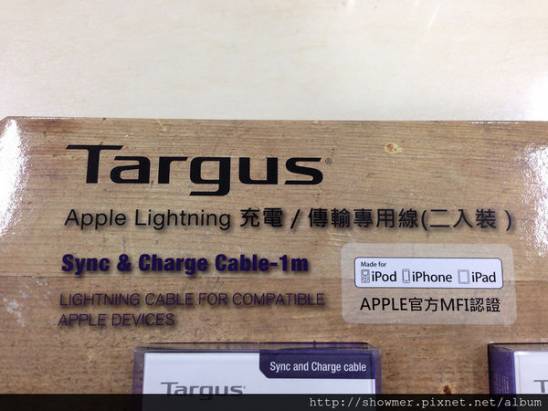 Targus
Apple Lightning 充電 / 傳輸專用線(二入裝)
Sync & Charge Cable-1m
LIGHTNING CABLE FOR COMPATIBLE
APPLE DEVICES
Made for
iPod iPhone iPad
APPLE官方MFI認證
Sync and Charge cable
Targus
http://showmer.pixnet.net/album